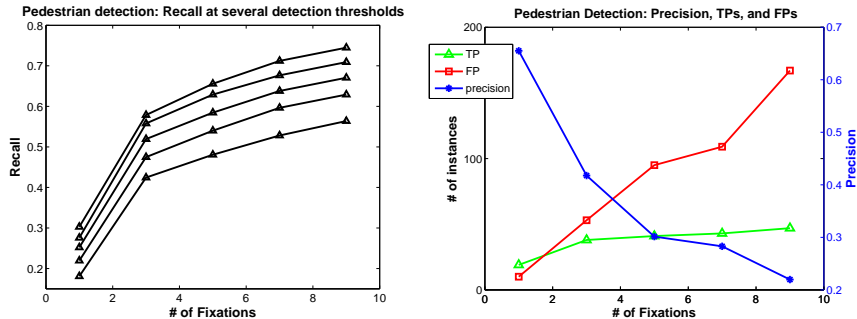 Pedestrian detection: Recall at several detection thresholds
0.8
0.7
0.6
0.5
0.4
0.3
0.2
Recall
0 2 4 6 8 10
# of Fixations
Pedestrian Detection: Precision, TPs, and FPs
200
100
0
# of instances
TP
FP
precision
0.7
0.6
0.5
0.4
0.3
0.2
Precision
0 2 4 6 8 10
# of Fixations